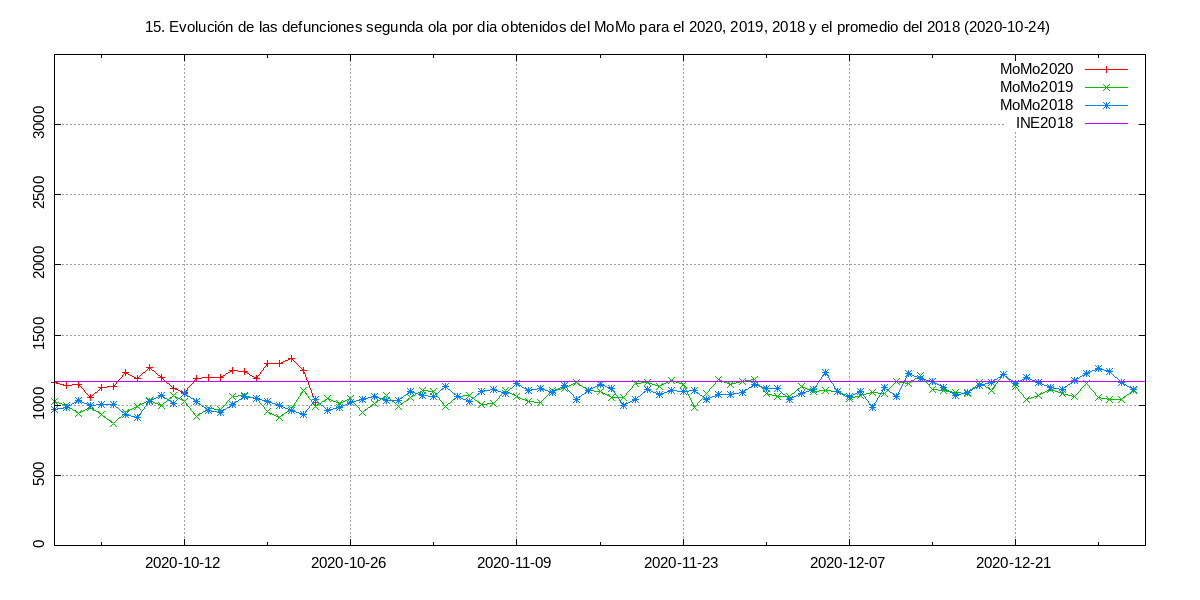 15. Evolución de las defunciones segunda ola por dia obtenidos del MoMo para el 2020, 2019, 2018 y el promedio del 2018 (2020-10-24)
MoMo2020
MoMo2019
MoMo2018
INE2018
3000
2500
2000
1500
1000
500
0
2020-10-12 2020-10-26 2020-11-09 2020-11-23 2020-12-07 2020-12-21